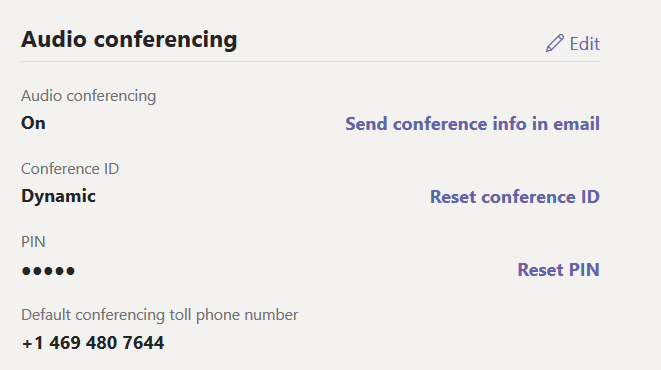 Audio conferencing
Edit
Audio conferencing
On
Send conference info in email
Conference ID
Dynamic
Reset conference ID
PIN
●●●●●
Reset PIN
Default conferencing toll phone number
+1 469 480 7644